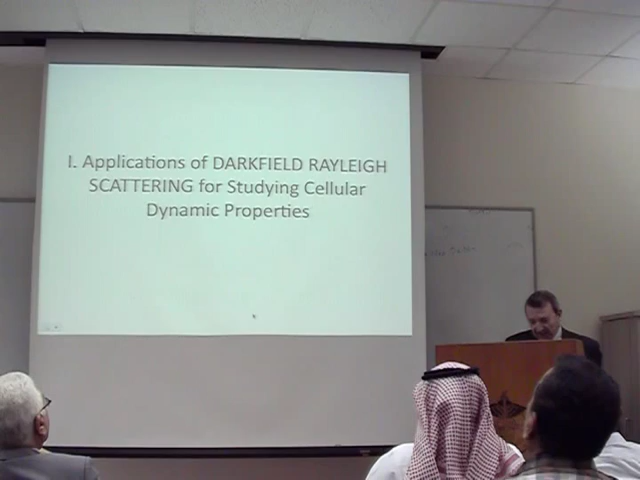 I. Applications of DARKFIELD RAYLEIGH
SCATTERING for Studying Cellular
Dynamic Properties